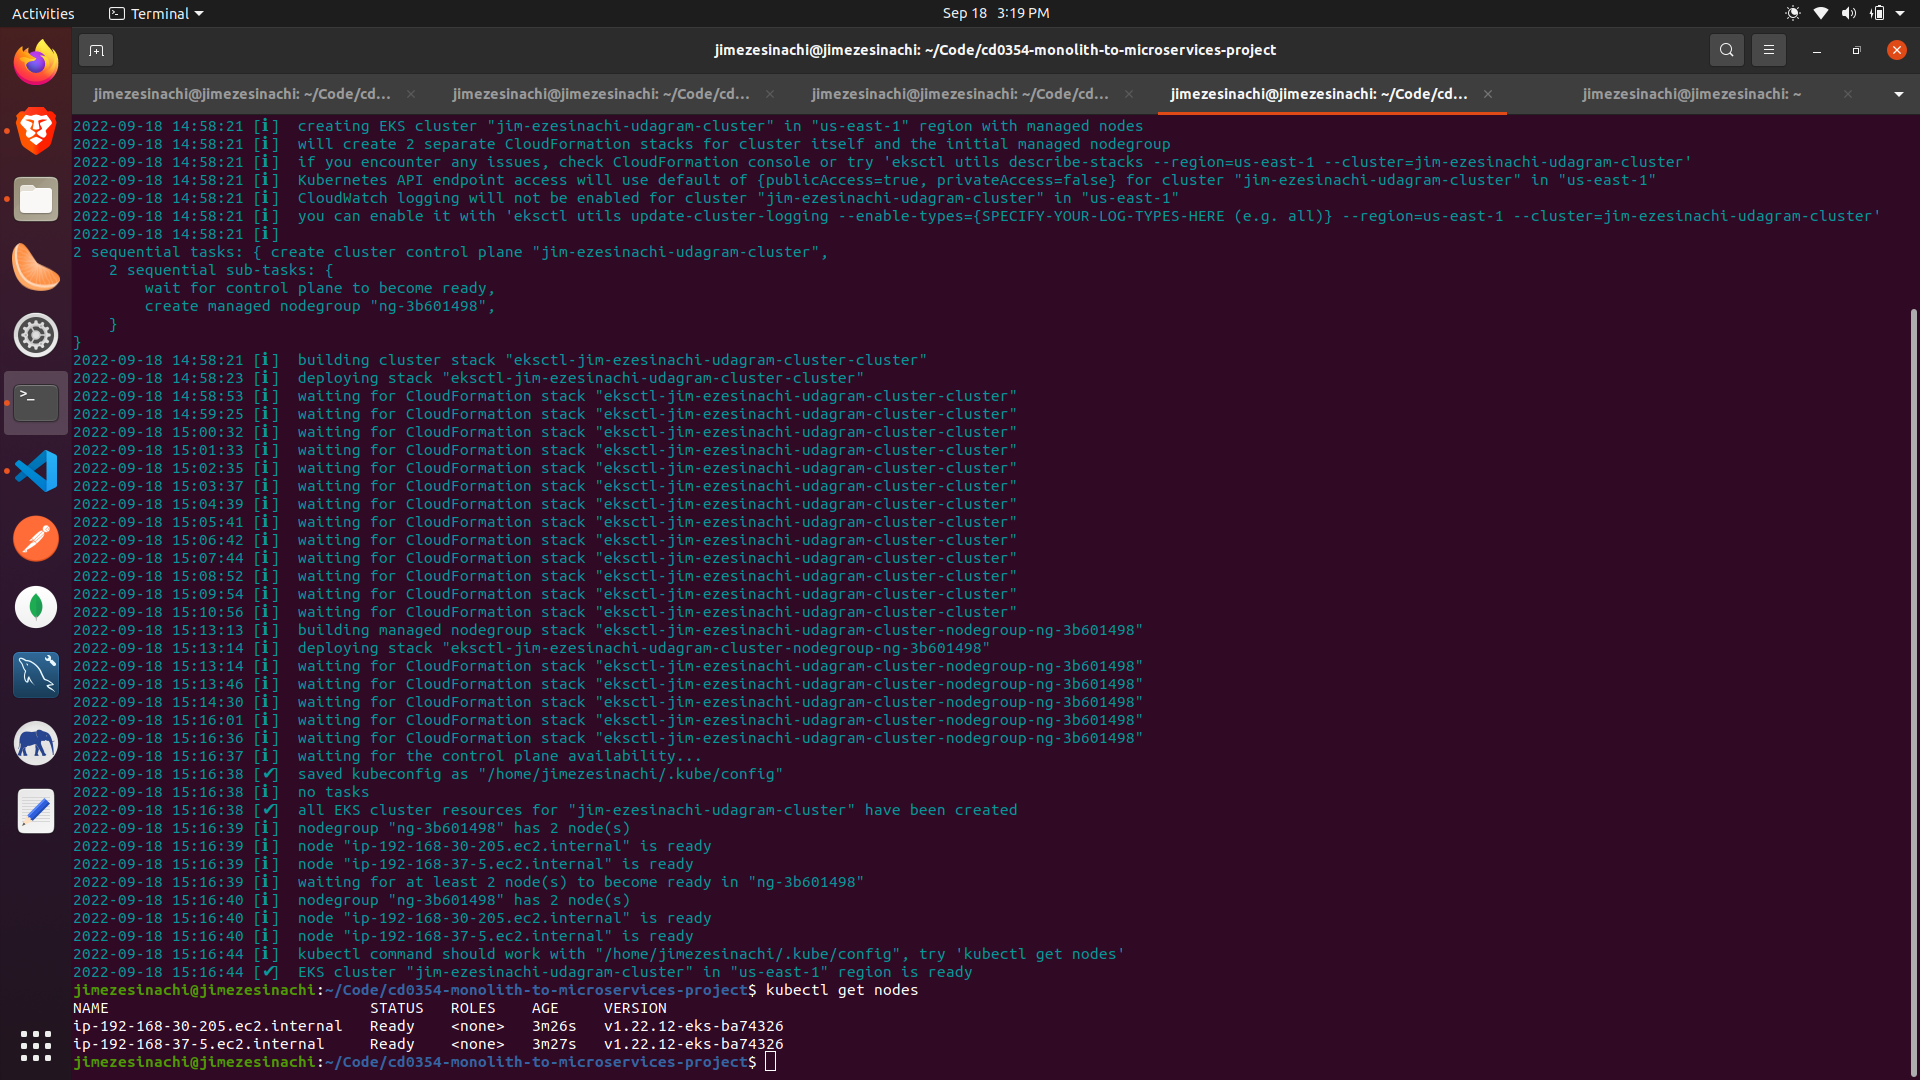 Activities
Terminal
Sep 18  3:19 PM
jimezesinachi@jimezesinachi: ~/Code/cd0354-monolith-to-microservices-project
jimezesinachi@jimezesinachi: ~/Code/cd...
jimezesinachi@jimezesinachi: ~/Code/cd...
jimezesinachi@jimezesinachi: ~/Code/cd...
jimezesinachi@jimezesinachi: ~/Code/cd...
jimezesinachi@jimezesinachi: ~
2022-09-18 14:58:21 [ℹ]  creating EKS cluster "jim-ezesinachi-udagram-cluster" in "us-east-1" region with managed nodes
2022-09-18 14:58:21 [ℹ]  will create 2 separate CloudFormation stacks for cluster itself and the initial managed nodegroup
2022-09-18 14:58:21 [ℹ]  if you encounter any issues, check CloudFormation console or try 'eksctl utils describe-stacks --region=us-east-1 --cluster=jim-ezesinachi-udagram-cluster'
2022-09-18 14:58:21 [ℹ]  Kubernetes API endpoint access will use default of {publicAccess=true, privateAccess=false} for cluster "jim-ezesinachi-udagram-cluster" in "us-east-1"
2022-09-18 14:58:21 [ℹ]  CloudWatch logging will not be enabled for cluster "jim-ezesinachi-udagram-cluster" in "us-east-1"
2022-09-18 14:58:21 [ℹ]  you can enable it with 'eksctl utils update-cluster-logging --enable-types={SPECIFY-YOUR-LOG-TYPES-HERE (e.g. all)} --region=us-east-1 --cluster=jim-ezesinachi-udagram-cluster'
2022-09-18 14:58:21 [ℹ]
2 sequential tasks: { create cluster control plane "jim-ezesinachi-udagram-cluster",
    2 sequential sub-tasks: {
        wait for control plane to become ready,
        create managed nodegroup "ng-3b601498",
    }
}
2022-09-18 14:58:21 [ℹ]  building cluster stack "eksctl-jim-ezesinachi-udagram-cluster-cluster"
2022-09-18 14:58:23 [ℹ]  deploying stack "eksctl-jim-ezesinachi-udagram-cluster-cluster"
2022-09-18 14:58:53 [ℹ]  waiting for CloudFormation stack "eksctl-jim-ezesinachi-udagram-cluster-cluster"
2022-09-18 14:59:25 [ℹ]  waiting for CloudFormation stack "eksctl-jim-ezesinachi-udagram-cluster-cluster"
2022-09-18 15:00:32 [ℹ]  waiting for CloudFormation stack "eksctl-jim-ezesinachi-udagram-cluster-cluster"
2022-09-18 15:01:33 [ℹ]  waiting for CloudFormation stack "eksctl-jim-ezesinachi-udagram-cluster-cluster"
2022-09-18 15:02:35 [ℹ]  waiting for CloudFormation stack "eksctl-jim-ezesinachi-udagram-cluster-cluster"
2022-09-18 15:03:37 [ℹ]  waiting for CloudFormation stack "eksctl-jim-ezesinachi-udagram-cluster-cluster"
2022-09-18 15:04:39 [ℹ]  waiting for CloudFormation stack "eksctl-jim-ezesinachi-udagram-cluster-cluster"
2022-09-18 15:05:41 [ℹ]  waiting for CloudFormation stack "eksctl-jim-ezesinachi-udagram-cluster-cluster"
2022-09-18 15:06:42 [ℹ]  waiting for CloudFormation stack "eksctl-jim-ezesinachi-udagram-cluster-cluster"
2022-09-18 15:07:44 [ℹ]  waiting for CloudFormation stack "eksctl-jim-ezesinachi-udagram-cluster-cluster"
2022-09-18 15:08:52 [ℹ]  waiting for CloudFormation stack "eksctl-jim-ezesinachi-udagram-cluster-cluster"
2022-09-18 15:09:54 [ℹ]  waiting for CloudFormation stack "eksctl-jim-ezesinachi-udagram-cluster-cluster"
2022-09-18 15:10:56 [ℹ]  waiting for CloudFormation stack "eksctl-jim-ezesinachi-udagram-cluster-cluster"
2022-09-18 15:13:13 [ℹ]  building managed nodegroup stack "eksctl-jim-ezesinachi-udagram-cluster-nodegroup-ng-3b601498"
2022-09-18 15:13:14 [ℹ]  deploying stack "eksctl-jim-ezesinachi-udagram-cluster-nodegroup-ng-3b601498"
2022-09-18 15:13:14 [ℹ]  waiting for CloudFormation stack "eksctl-jim-ezesinachi-udagram-cluster-nodegroup-ng-3b601498"
2022-09-18 15:13:46 [ℹ]  waiting for CloudFormation stack "eksctl-jim-ezesinachi-udagram-cluster-nodegroup-ng-3b601498"
2022-09-18 15:14:30 [ℹ]  waiting for CloudFormation stack "eksctl-jim-ezesinachi-udagram-cluster-nodegroup-ng-3b601498"
2022-09-18 15:16:01 [ℹ]  waiting for CloudFormation stack "eksctl-jim-ezesinachi-udagram-cluster-nodegroup-ng-3b601498"
2022-09-18 15:16:36 [ℹ]  waiting for CloudFormation stack "eksctl-jim-ezesinachi-udagram-cluster-nodegroup-ng-3b601498"
2022-09-18 15:16:37 [ℹ]  waiting for the control plane availability...
2022-09-18 15:16:38 [✔]  saved kubeconfig as "/home/jimezesinachi/.kube/config"
2022-09-18 15:16:38 [ℹ]  no tasks
2022-09-18 15:16:38 [✔]  all EKS cluster resources for "jim-ezesinachi-udagram-cluster" have been created
2022-09-18 15:16:39 [ℹ]  nodegroup "ng-3b601498" has 2 node(s)
2022-09-18 15:16:39 [ℹ]  node "ip-192-168-30-205.ec2.internal" is ready
2022-09-18 15:16:39 [ℹ]  node "ip-192-168-37-5.ec2.internal" is ready
2022-09-18 15:16:39 [ℹ]  waiting for at least 2 node(s) to become ready in "ng-3b601498"
2022-09-18 15:16:40 [ℹ]  nodegroup "ng-3b601498" has 2 node(s)
2022-09-18 15:16:40 [ℹ]  node "ip-192-168-30-205.ec2.internal" is ready
2022-09-18 15:16:40 [ℹ]  node "ip-192-168-37-5.ec2.internal" is ready
2022-09-18 15:16:44 [ℹ]  kubectl command should work with "/home/jimezesinachi/.kube/config", try 'kubectl get nodes'
2022-09-18 15:16:44 [✔]  EKS cluster "jim-ezesinachi-udagram-cluster" in "us-east-1" region is ready
jimezesinachi@jimezesinachi:~/Code/cd0354-monolith-to-microservices-project$ kubectl get nodes
NAME                             STATUS   ROLES    AGE     VERSION
ip-192-168-30-205.ec2.internal   Ready    <none>   3m26s   v1.22.12-eks-ba74326
ip-192-168-37-5.ec2.internal     Ready    <none>   3m27s   v1.22.12-eks-ba74326
jimezesinachi@jimezesinachi:~/Code/cd0354-monolith-to-microservices-project$